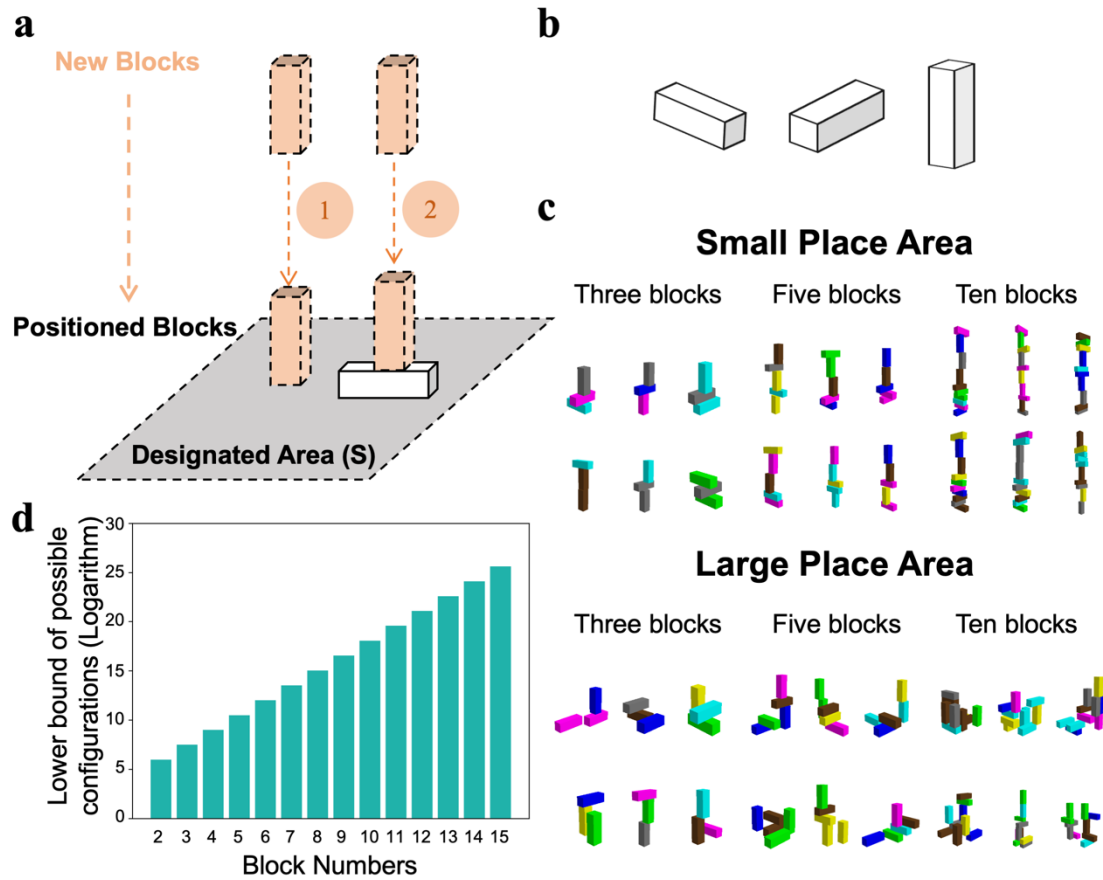 a
New Blocks
1
2
Positioned Blocks
Designated Area (S)
b
c
Small Place Area
Three blocks Five blocks Ten blocks
Large Place Area
Three blocks Five blocks Ten blocks
d
Lower bound of possible
configurations (Logarithm)
30
25
20
15
10
5
0
2 3 4 5 6 7 8 9 10 11 12 13 14 15
Block Numbers